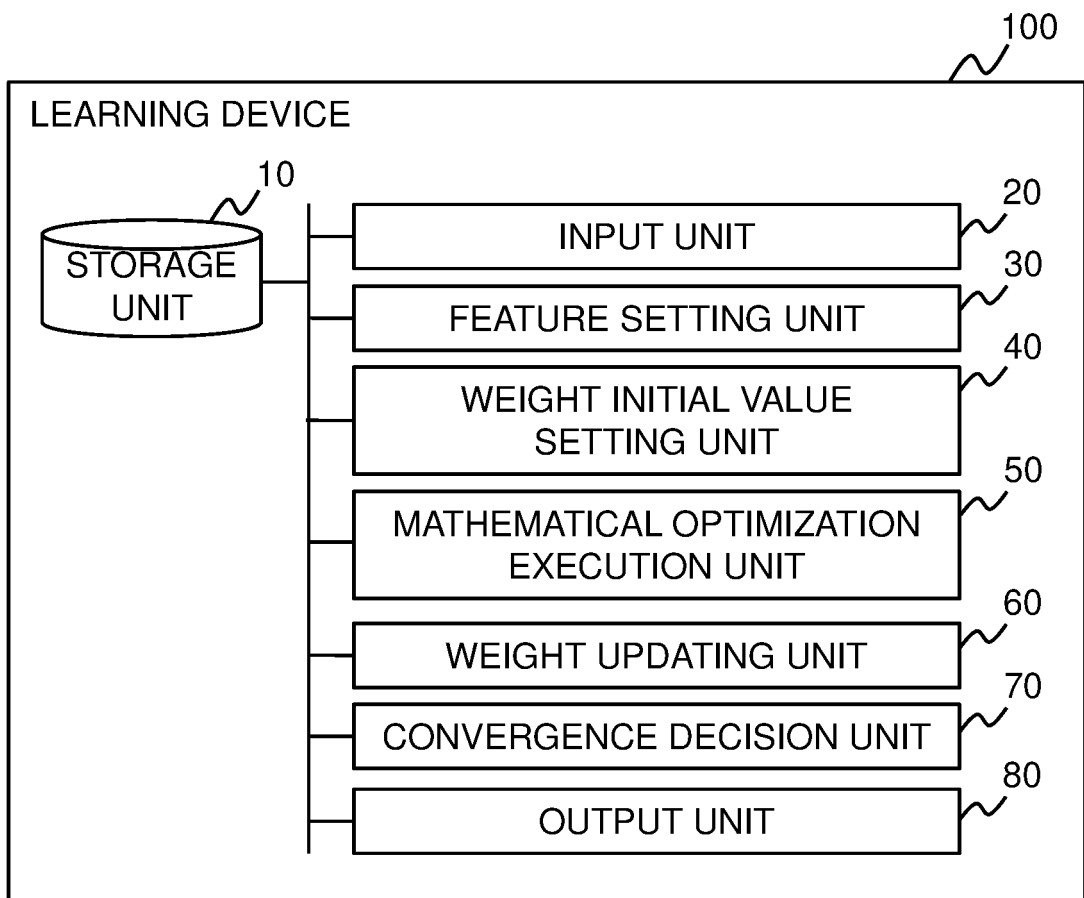 100
LEARNING DEVICE
10
STORAGE
UNIT
20
INPUT UNIT
30
FEATURE SETTING UNIT
40
WEIGHT INITIAL VALUE
SETTING UNIT
50
MATHEMATICAL OPTIMIZATION
EXECUTION UNIT
60
WEIGHT UPDATING UNIT
70
CONVERGENCE DECISION UNIT
80
OUTPUT UNIT